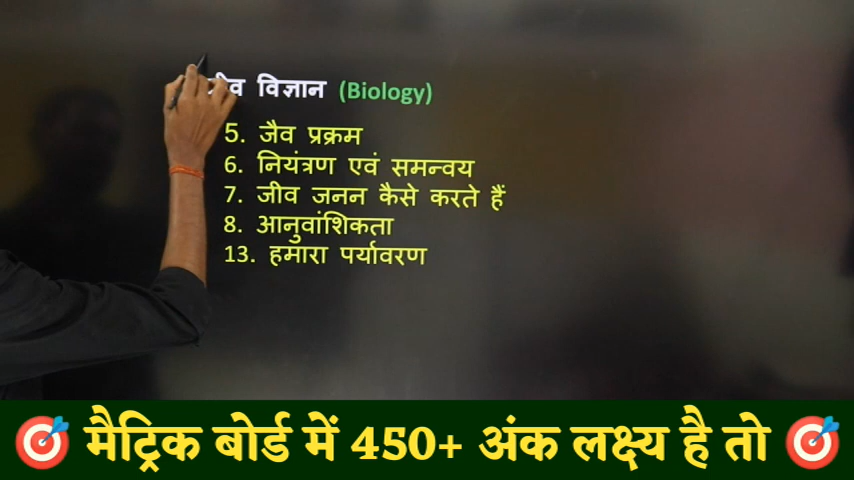 विज्ञान (Biology)
5. जैव प्रक्रम
6. नियंत्रण एवं समन्वय
7. जीव जनन कैसे करते हैं
8. आनुवांशिकता
13. हमारा पर्यावरण
🎯 मैट्रिक बोर्ड में 450+ अंक लक्ष्य है तो 🎯